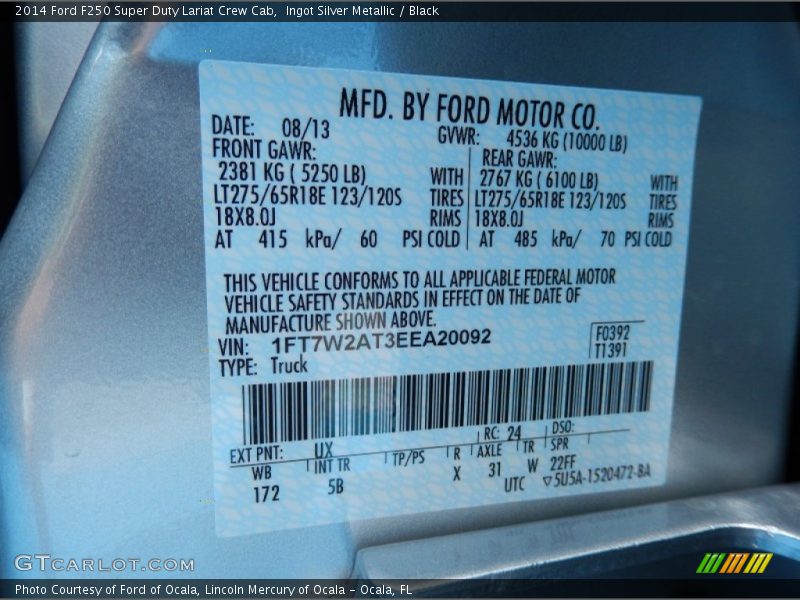 2014 Ford F250 Super Duty Lariat Crew Cab, Ingot Silver Metallic / Black
MFD. BY FORD MOTOR CO.
DATE: 08/13 GVWR: 4536 KG (10000 LB)
FRONT GAWR: REAR GAWR:
2381 KG ( 5250 LB) WITH 2767 KG ( 6100 LB) WITH
LT275/65R18E 123/120S TIRES LT275/65R18E 123/120S TIRES
18X8.0J RIMS 18X8.0J RIMS
AT 415 kPa/ 60 PSI COLD AT 485 kPa/ 70 PSI COLD
THIS VEHICLE CONFORMS TO ALL APPLICABLE FEDERAL MOTOR
VEHICLE SAFETY STANDARDS IN EFFECT ON THE DATE OF
MANUFACTURE SHOWN ABOVE.
VIN: 1FT7W2AT3EEA20092 F0392
TYPE: Truck T1391
EXT PNT: UX RC: 24 DSO:
WB INT TR TP/PS R AXLE TR SPR
172 5B X 31 W 22FF
UTC ▽5U5A-1520472-BA
GTCarLot.com
Photo Courtesy of Ford of Ocala, Lincoln Mercury of Ocala - Ocala, FL